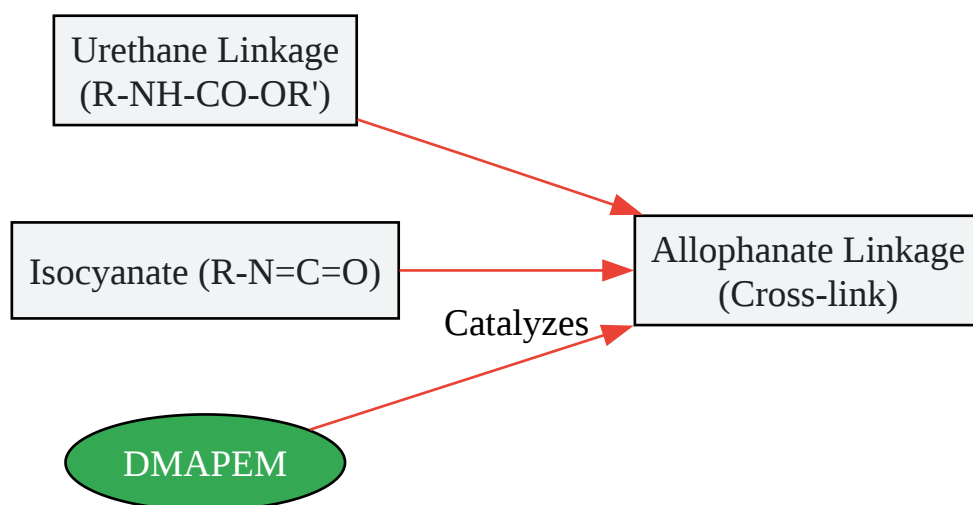 Urethane Linkage
(R-NH-CO-OR')
Isocyanate (R-N=C=O)
Allophanate Linkage
(Cross-link)
Catalyzes
DMAPEM